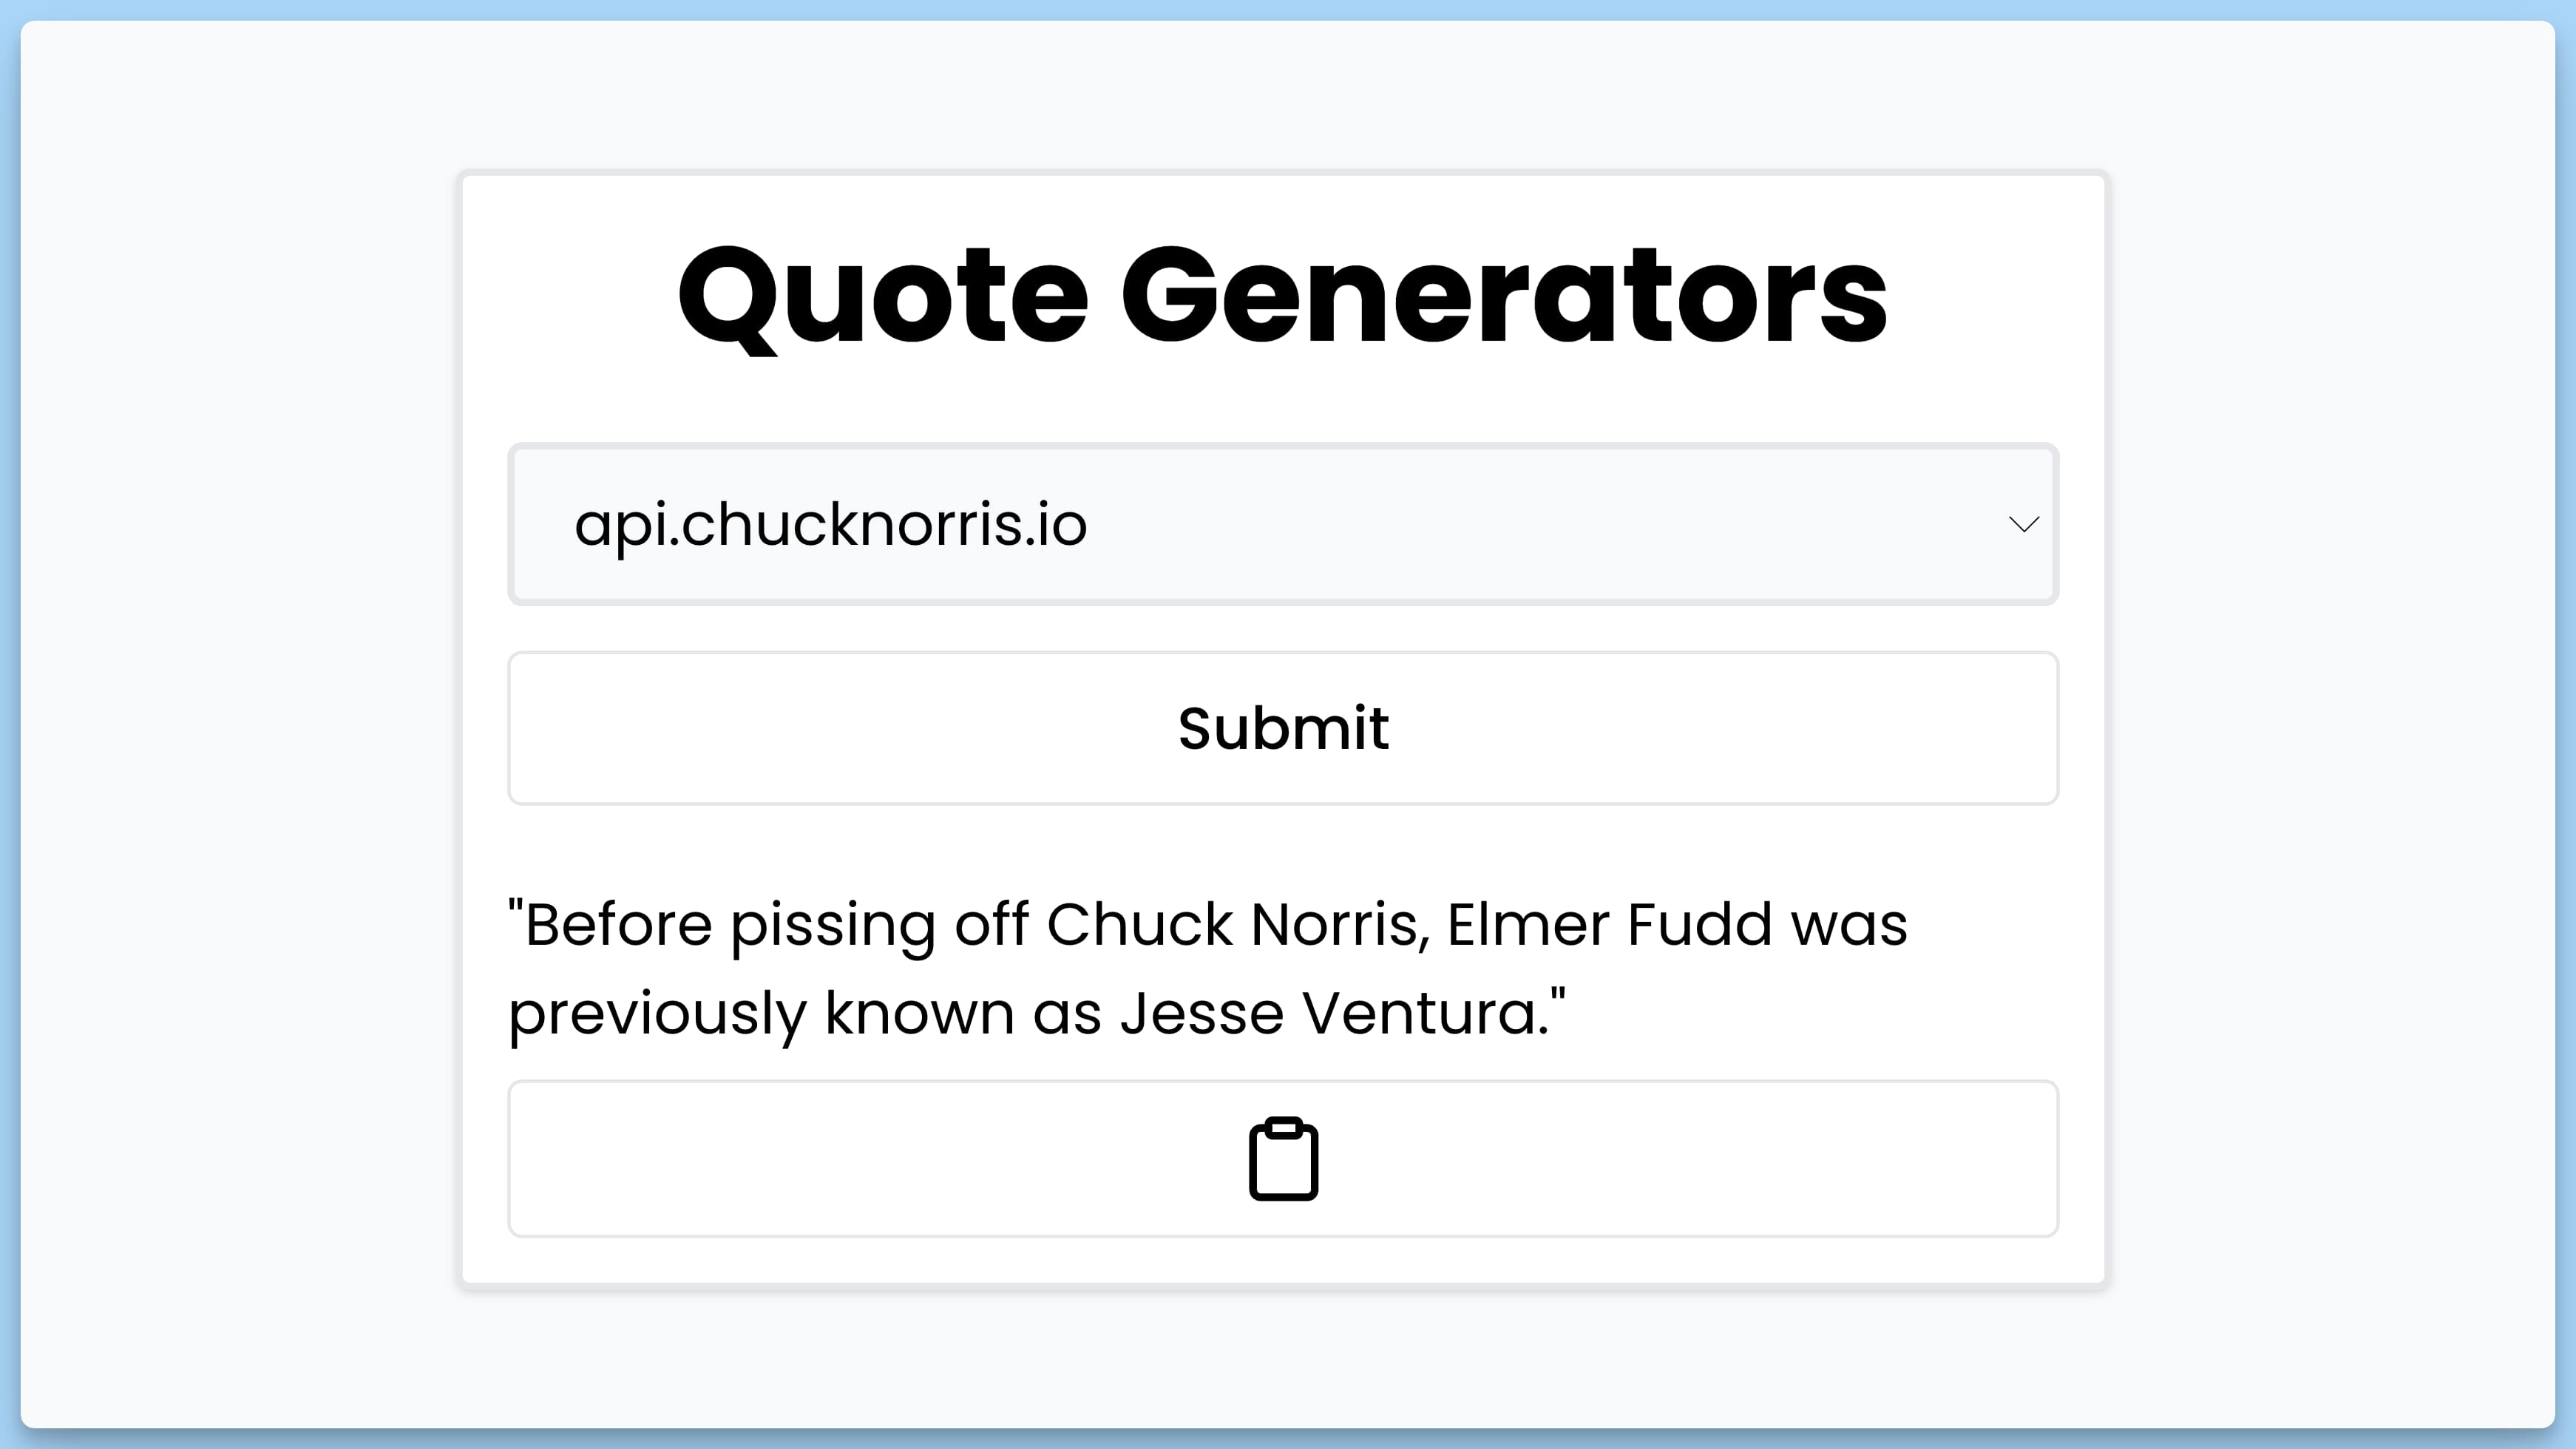 Quote Generators
api.chucknorris.io
Submit
"Before pissing off Chuck Norris, Elmer Fudd was
previously known as Jesse Ventura."